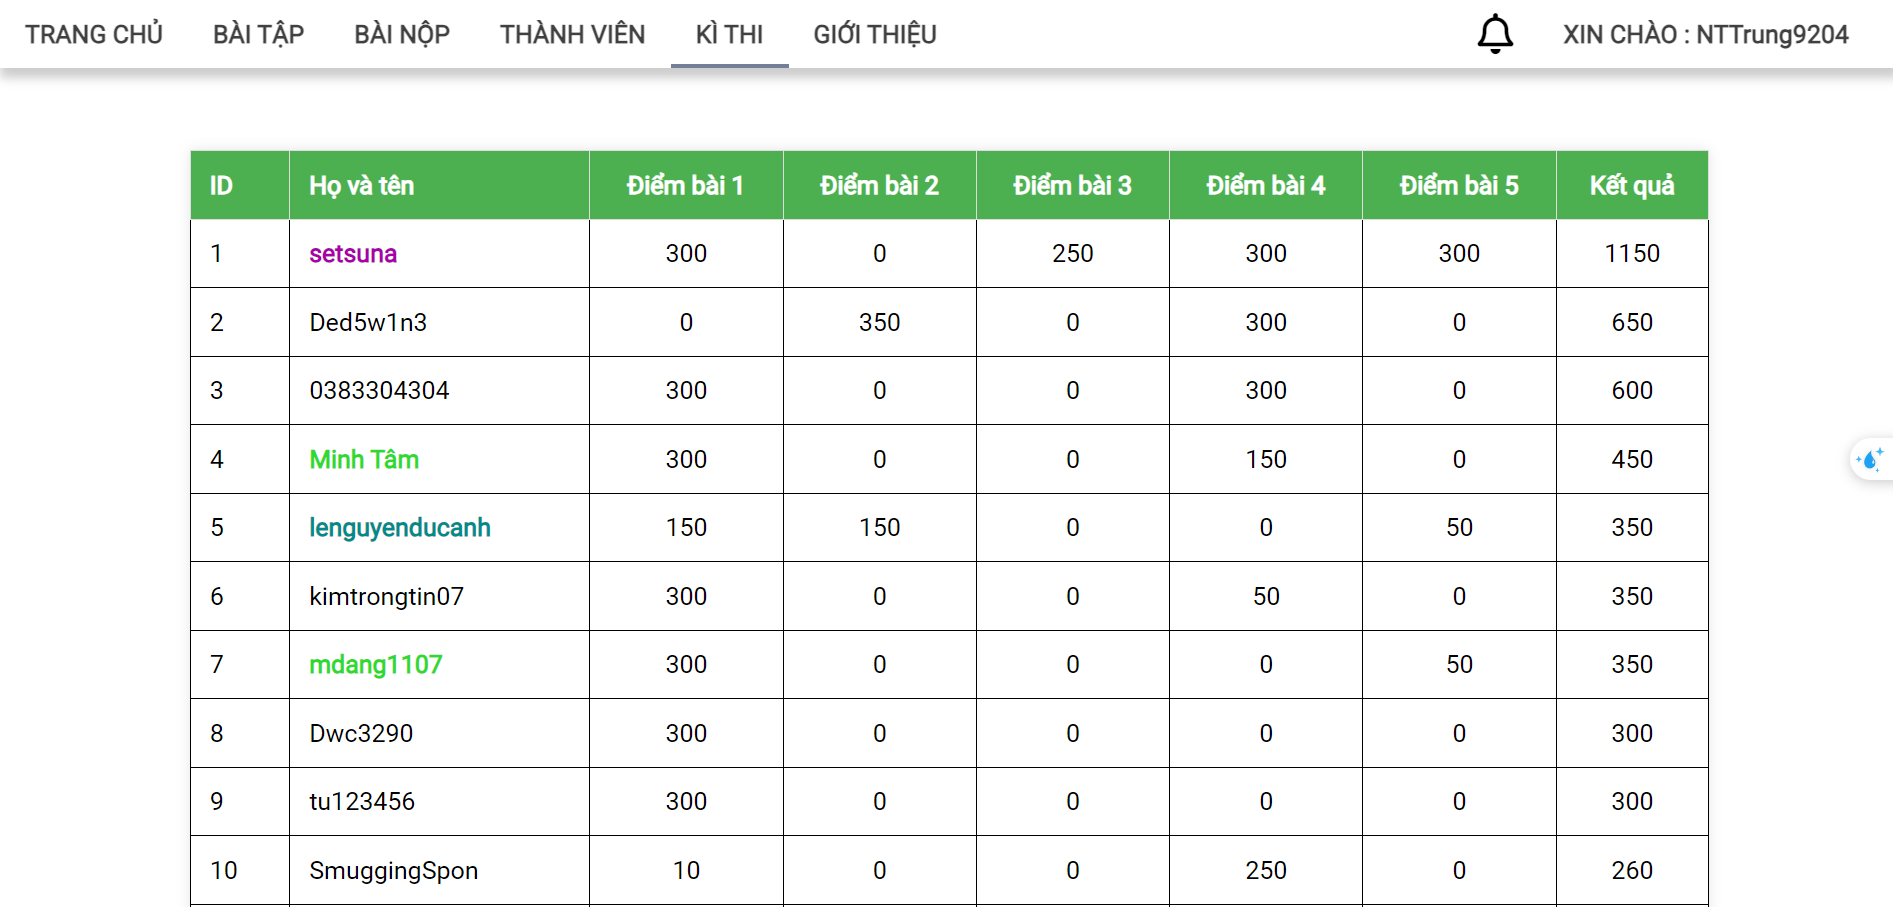 TRANG CHỦ BÀI TẬP BÀI NỘP THÀNH VIÊN KÌ THI GIỚI THIỆU XIN CHÀO : NTTrung9204
ID Họ và tên Điểm bài 1 Điểm bài 2 Điểm bài 3 Điểm bài 4 Điểm bài 5 Kết quả
1 setsuna 300 0 250 300 300 1150
2 Ded5w1n3 0 350 0 300 0 650
3 0383304304 300 0 0 300 0 600
4 Minh Tâm 300 0 0 150 0 450
5 lenguyenducanh 150 150 0 0 50 350
6 kimtrongtin07 300 0 0 50 0 350
7 mdang1107 300 0 0 0 50 350
8 Dwc3290 300 0 0 0 0 300
9 tu123456 300 0 0 0 0 300
10 SmuggingSpon 10 0 0 250 0 260